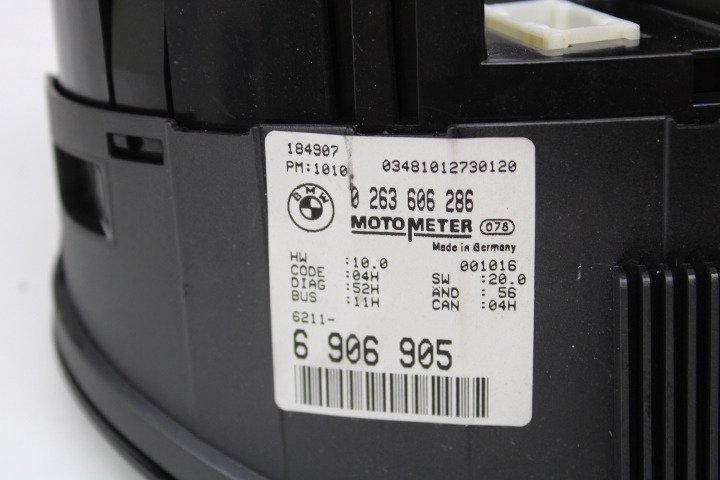 184907
PM:1010 03481012730120
BMW 0 263 606 286
MOTOMETER 078
Made in Germany
HW :10.0 001016
CODE :04H SW :20.0
DIAG :52H AND : 56
BUS :11H CAN :04H
6211-
6 906 905